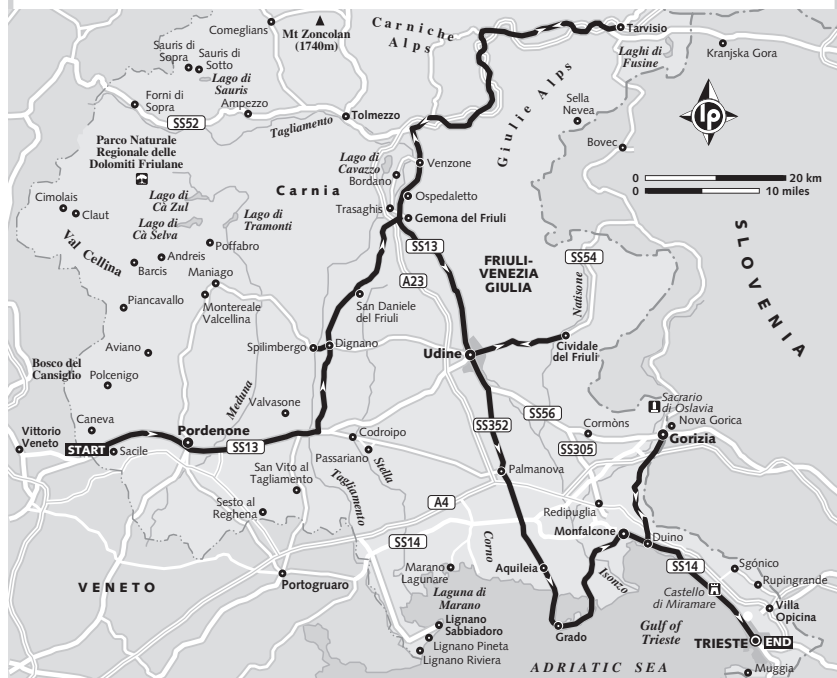 Comeglians
Mt Zoncolan
(1740m)
Carniche
Alps
Tarvisio
Laghi di
Fusine
Kranjska Gora
Sauris di
Sopra
Sauris di
Sotto
Lago di
Sauris
Forni di
Sopra
Ampezzo
SS52
Tagliamento
Tolmezzo
Giulie Alps
Sella
Nevea
Bovec
lp
Parco Naturale
Regionale delle
Dolomiti Friulane
Lago di
Cavazzo
Bordano
Venzone
0 20 km
0 10 miles
Cimolais
Claut
Lago di
Cà Zul
Lago di
Cà Selva
Carnia
Lago di
Tramonti
Ospedaletto
Trasaghis
Gemona del Friuli
Val Cellina
Poffabro
Andreis
Barcis
Maniago
SS13
A23
FRIULI-
VENEZIA
GIULIA
SS54
Natisone
SLOVENIA
Piancavallo
Montereale
Valcellina
San Daniele
del Friuli
Aviano
Spilimbergo
Dignano
Udine
Cividale
del Friuli
Bosco del
Cansiglio
Polcenigo
Meduna
Valvasone
Caneva
Vittorio
Veneto
START
Sacile
Pordenone
SS13
Codroipo
Passariano
Stella
SS352
SS56
Cormòns
SS305
Sacrario
di Oslavia
Nova Gorica
Gorizia
San Vito al
Tagliamento
Tagliamento
Palmanova
Sesto al
Reghena
A4
SS14
Corno
Redipuglia
Monfalcone
Duino
SS14
Sgónico
Rupingrande
VENETO
Portogruaro
Marano
Lagunare
Laguna di
Marano
Aquileia
Isonzo
Castello
di Miramare
Villa
Opicina
Lignano
Sabbiadoro
Lignano Pineta
Lignano Riviera
Grado
Gulf of
Trieste
TRIESTE
END
Muggia
ADRIATIC SEA